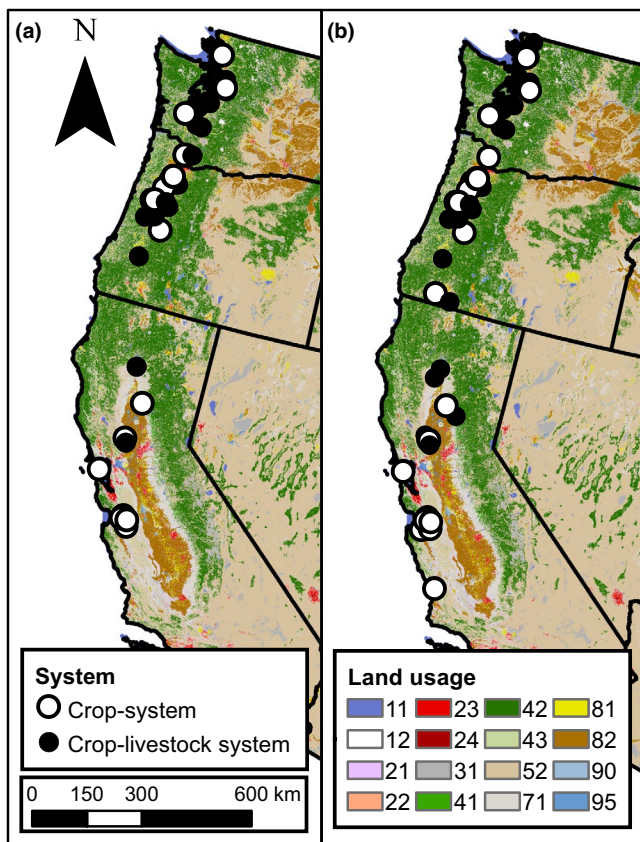 (a)
N
(b)
System
Crop-system
Crop-livestock system
0 150 300 600 km
Land usage
11 23 42 81
12 24 43 82
21 31 52 90
22 41 71 95